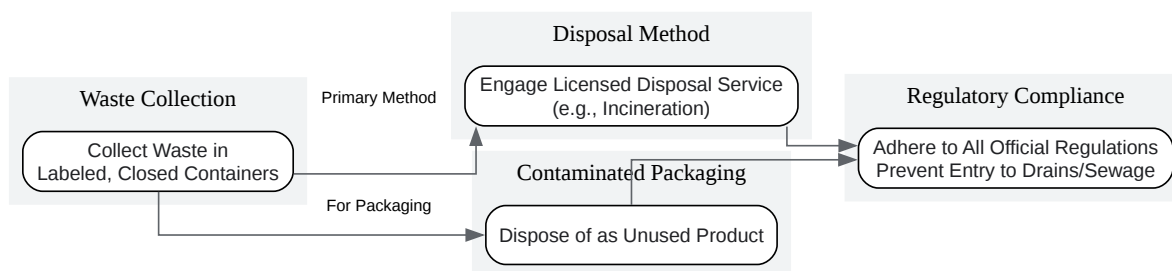 Waste Collection
Collect Waste in
Labeled, Closed Containers
Primary Method
For Packaging
Disposal Method
Engage Licensed Disposal Service
(e.g., Incineration)
Contaminated Packaging
Dispose of as Unused Product
Regulatory Compliance
Adhere to All Official Regulations
Prevent Entry to Drains/Sewage